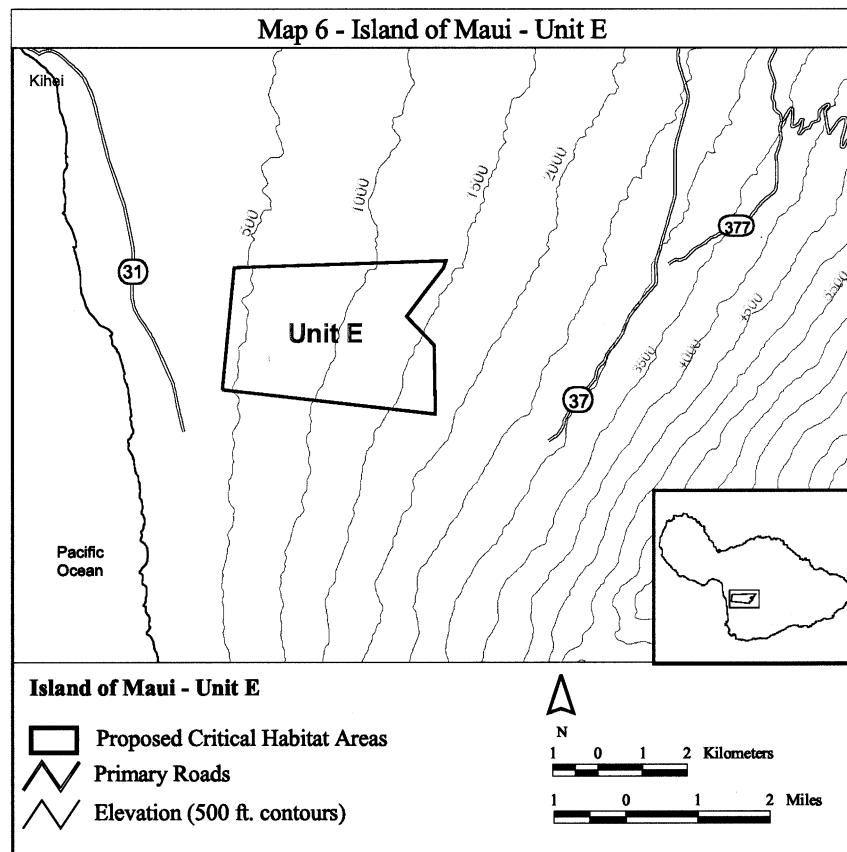 Map 6 - Island of Maui - Unit E
Kihei
500
1000
1500
2000
377
31
Unit E
3500
4000
4500
5500
37
Pacific
Ocean
Island of Maui - Unit E
Proposed Critical Habitat Areas
Primary Roads
Elevation (500 ft. contours)
N
1 0 1 2 Kilometers
1 0 1 2 Miles